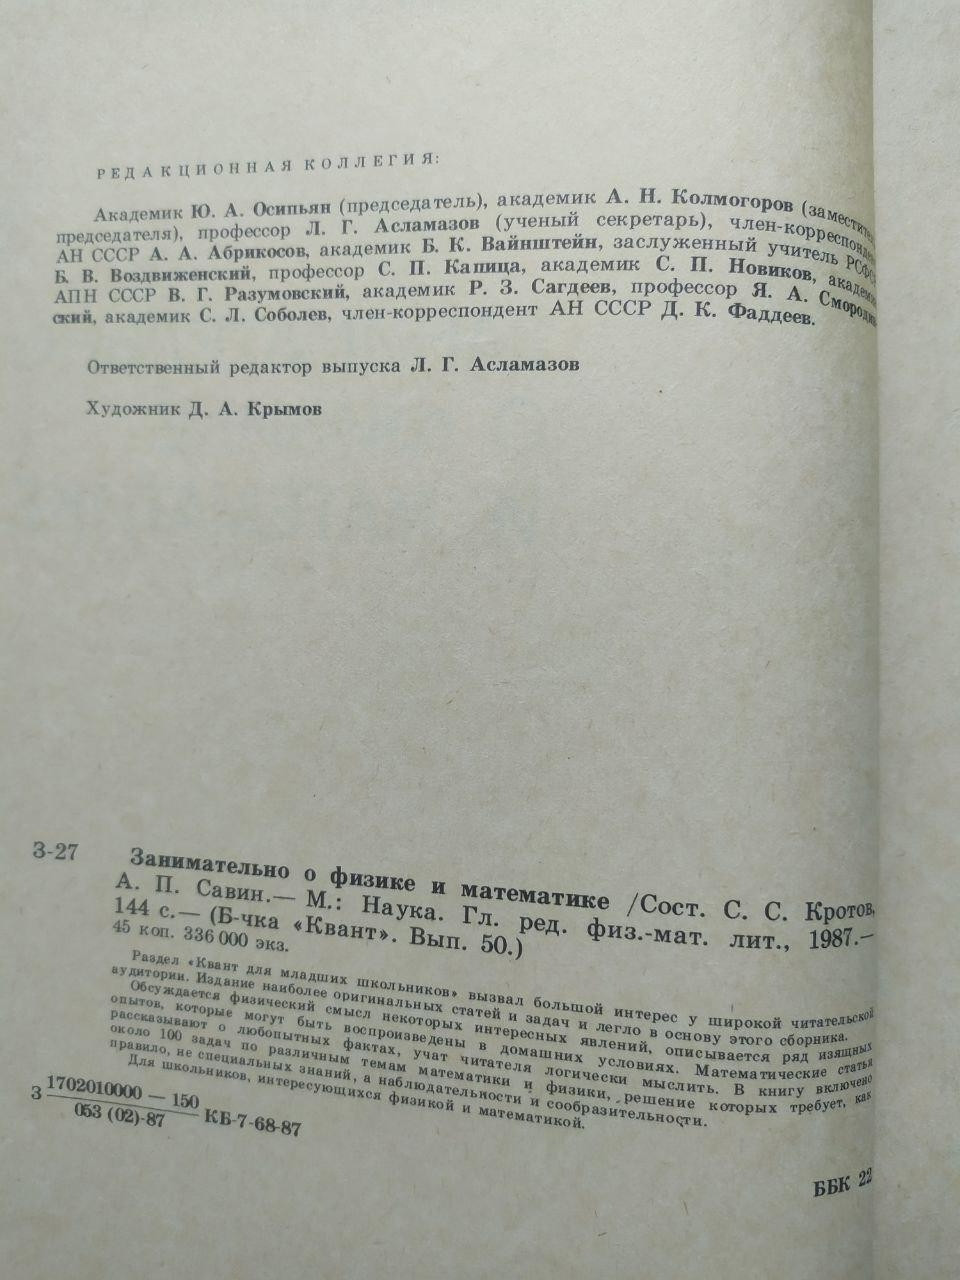 РЕДАКЦИОННАЯ КОЛЛЕГИЯ:
Академик Ю. А. Осипьян (председатель), академик А. Н. Колмогоров (заместитель
председателя), профессор Л. Г. Асламазов (ученый секретарь), член-корреспондент
АН СССР А. А. Абрикосов, академик Б. К. Вайнштейн, заслуженный учитель РСФСР
Б. В. Воздвиженский, профессор С. П. Капица, академик С. П. Новиков, академик
АПН СССР В. Г. Разумовский, академик Р. З. Сагдеев, профессор Я. А. Смородин
ский, академик С. Л. Соболев, член-корреспондент АН СССР Д. К. Фаддеев.
Ответственный редактор выпуска Л. Г. Асламазов
Художник Д. А. Крымов
З-27 Занимательно о физике и математике /Сост. С. С. Кротов,
А. П. Савин.— М.: Наука. Гл. ред. физ.-мат. лит., 1987.—
144 с.— (Б-чка «Квант». Вып. 50.)
45 коп. 336 000 экз.
Раздел «Квант для младших школьников» вызвал большой интерес у широкой читательской
аудитории. Издание наиболее оригинальных статей и задач и легло в основу этого сборника.
Обсуждается физический смысл некоторых интересных явлений, описывается ряд изящных
опытов, которые могут быть воспроизведены в домашних условиях. Математические статьи
рассказывают о любопытных фактах, учат читателя логически мыслить. В книгу включено
около 100 задач по различным темам математики и физики, решение которых требует, как
правило, не специальных знаний, а наблюдательности и сообразительности.
Для школьников, интересующихся физикой и математикой.
З 1702010000 — 150
053 (02)-87 КБ-7-68-87
ББК 22